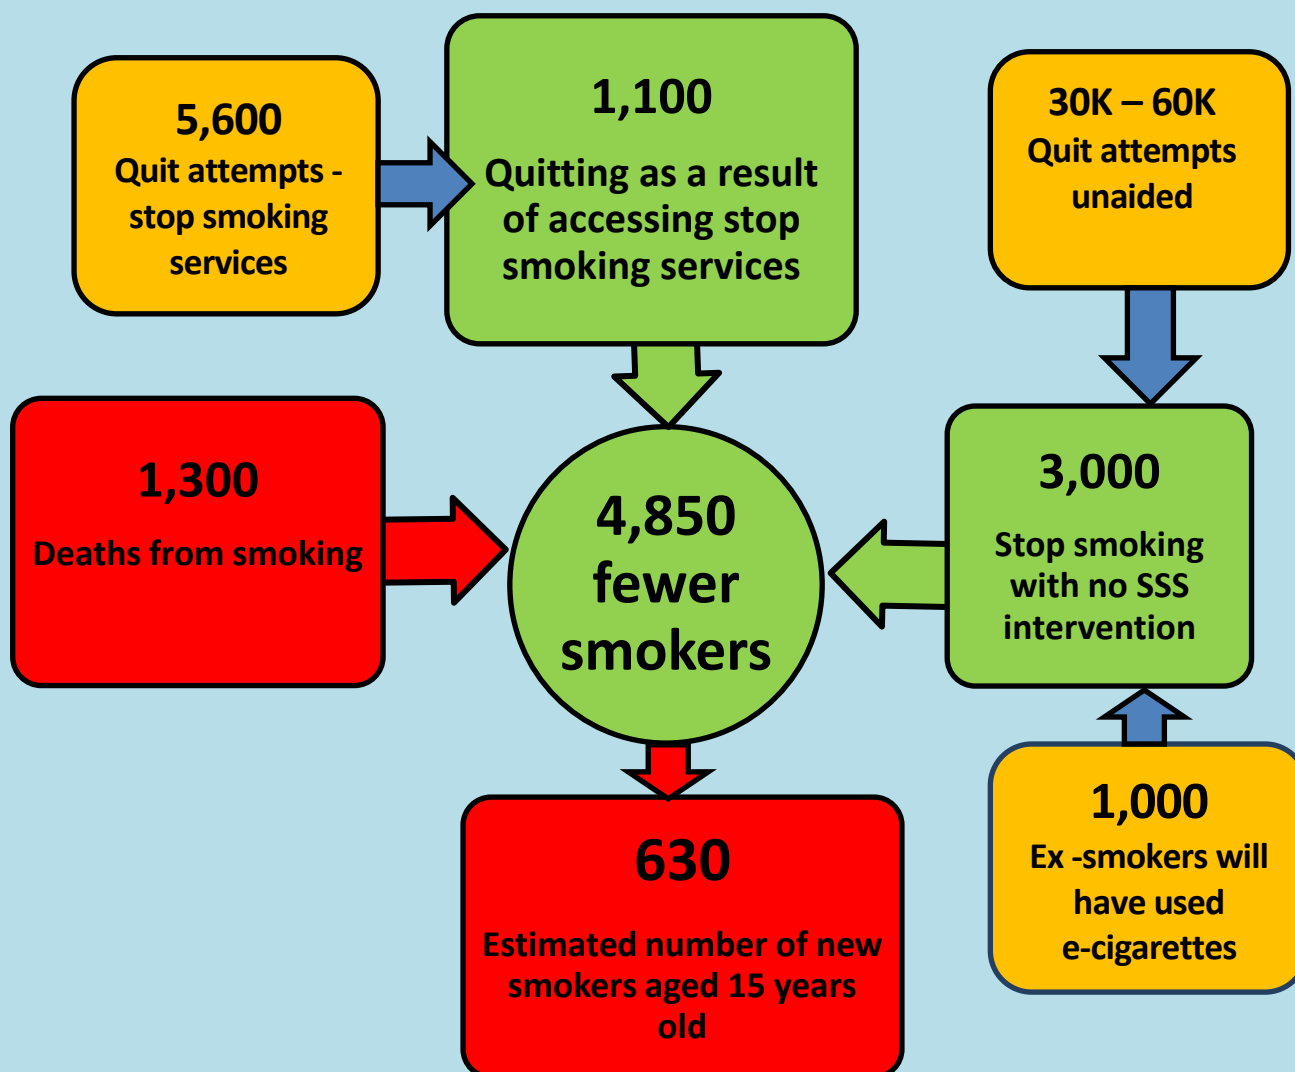 5,600
Quit attempts -
stop smoking
services
1,100
Quitting as a result
of accessing stop
smoking services
30K – 60K
Quit attempts
unaided
1,300
Deaths from smoking
4,850
fewer
smokers
3,000
Stop smoking
with no SSS
intervention
630
Estimated number of new
smokers aged 15 years
old
1,000
Ex -smokers will
have used
e-cigarettes